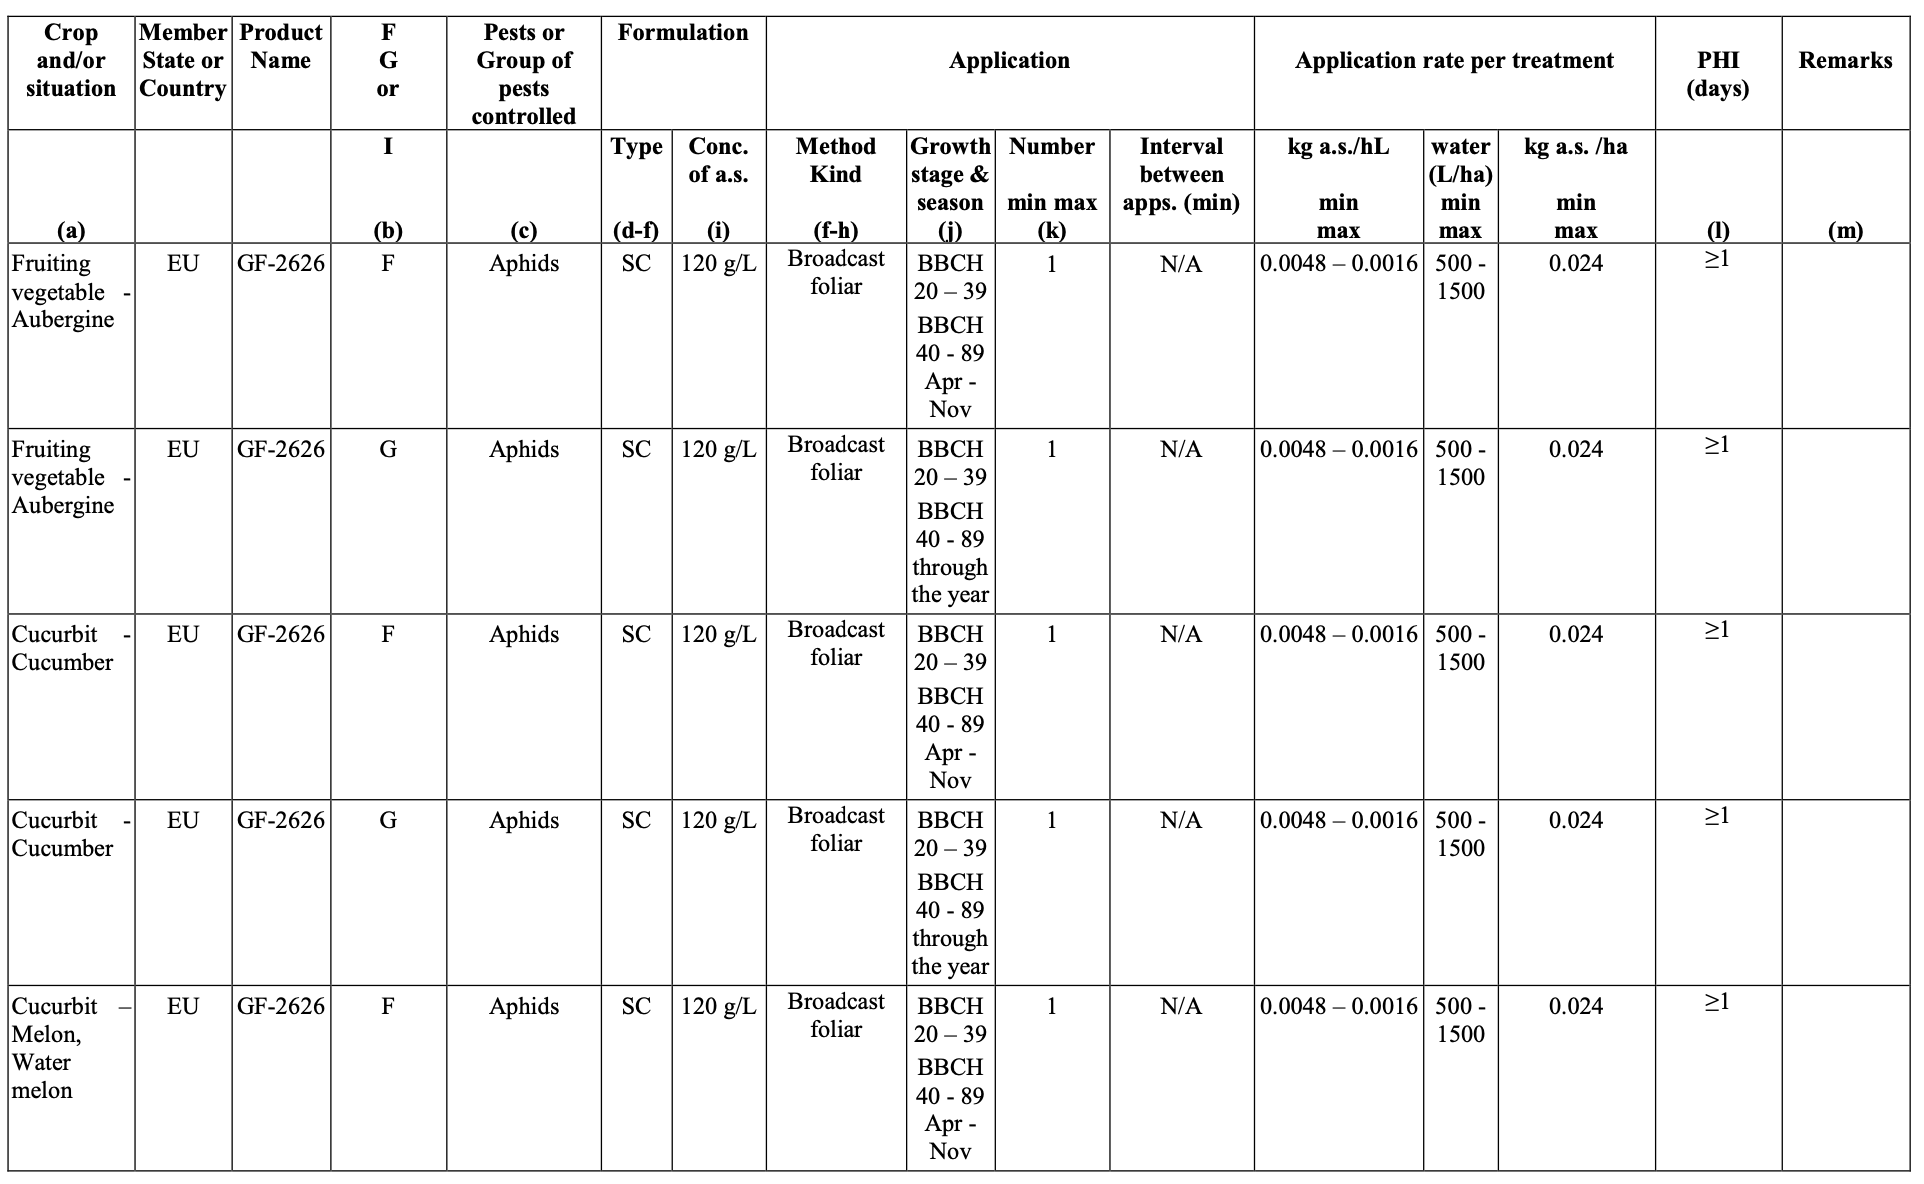 Crop and/or situation | Member State or Country | Product Name | F G or | Pests or Group of pests controlled | Formulation | Application | Application rate per treatment | PHI (days) | Remarks
(a) | I (b) | (c) | Type (d-f) | Conc. of a.s. (i) | Method Kind (f-h) | Growth stage & season (j) | Number min max (k) | Interval between apps. (min) | kg a.s./hL min max | water (L/ha) min max | kg a.s. /ha min max | (l) | (m)
Fruiting vegetable - Aubergine | EU | GF-2626 | F | Aphids | SC | 120 g/L | Broadcast foliar | BBCH 20 – 39 BBCH 40 - 89 Apr - Nov | 1 | N/A | 0.0048 – 0.0016 | 500 - 1500 | 0.024 | ≥1
Fruiting vegetable - Aubergine | EU | GF-2626 | G | Aphids | SC | 120 g/L | Broadcast foliar | BBCH 20 – 39 BBCH 40 - 89 through the year | 1 | N/A | 0.0048 – 0.0016 | 500 - 1500 | 0.024 | ≥1
Cucurbit - Cucumber | EU | GF-2626 | F | Aphids | SC | 120 g/L | Broadcast foliar | BBCH 20 – 39 BBCH 40 - 89 Apr - Nov | 1 | N/A | 0.0048 – 0.0016 | 500 - 1500 | 0.024 | ≥1
Cucurbit - Cucumber | EU | GF-2626 | G | Aphids | SC | 120 g/L | Broadcast foliar | BBCH 20 – 39 BBCH 40 - 89 through the year | 1 | N/A | 0.0048 – 0.0016 | 500 - 1500 | 0.024 | ≥1
Cucurbit – Melon, Water melon | EU | GF-2626 | F | Aphids | SC | 120 g/L | Broadcast foliar | BBCH 20 – 39 BBCH 40 - 89 Apr - Nov | 1 | N/A | 0.0048 – 0.0016 | 500 - 1500 | 0.024 | ≥1